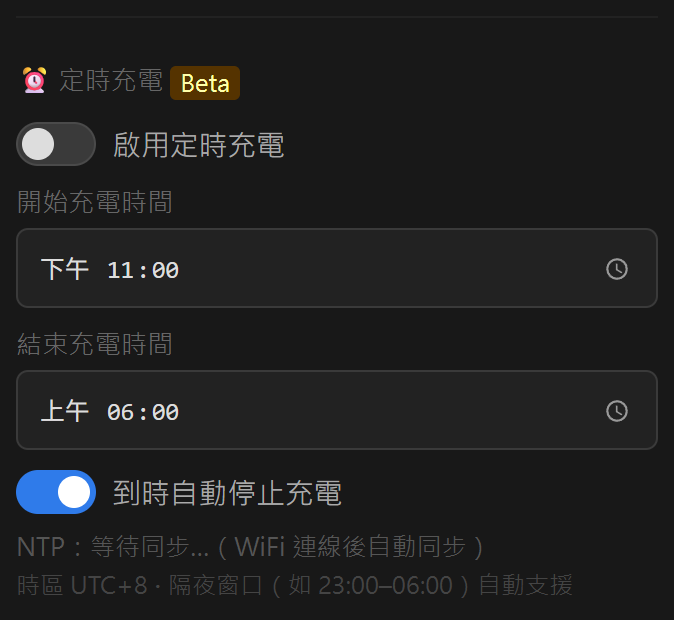 定時充電 Beta
啟用定時充電
開始充電時間
下午 11:00
結束充電時間
上午 06:00
到時自動停止充電
NTP：等待同步...（WiFi 連線後自動同步）
時區 UTC+8 · 隔夜窗口（如 23:00–06:00）自動支援